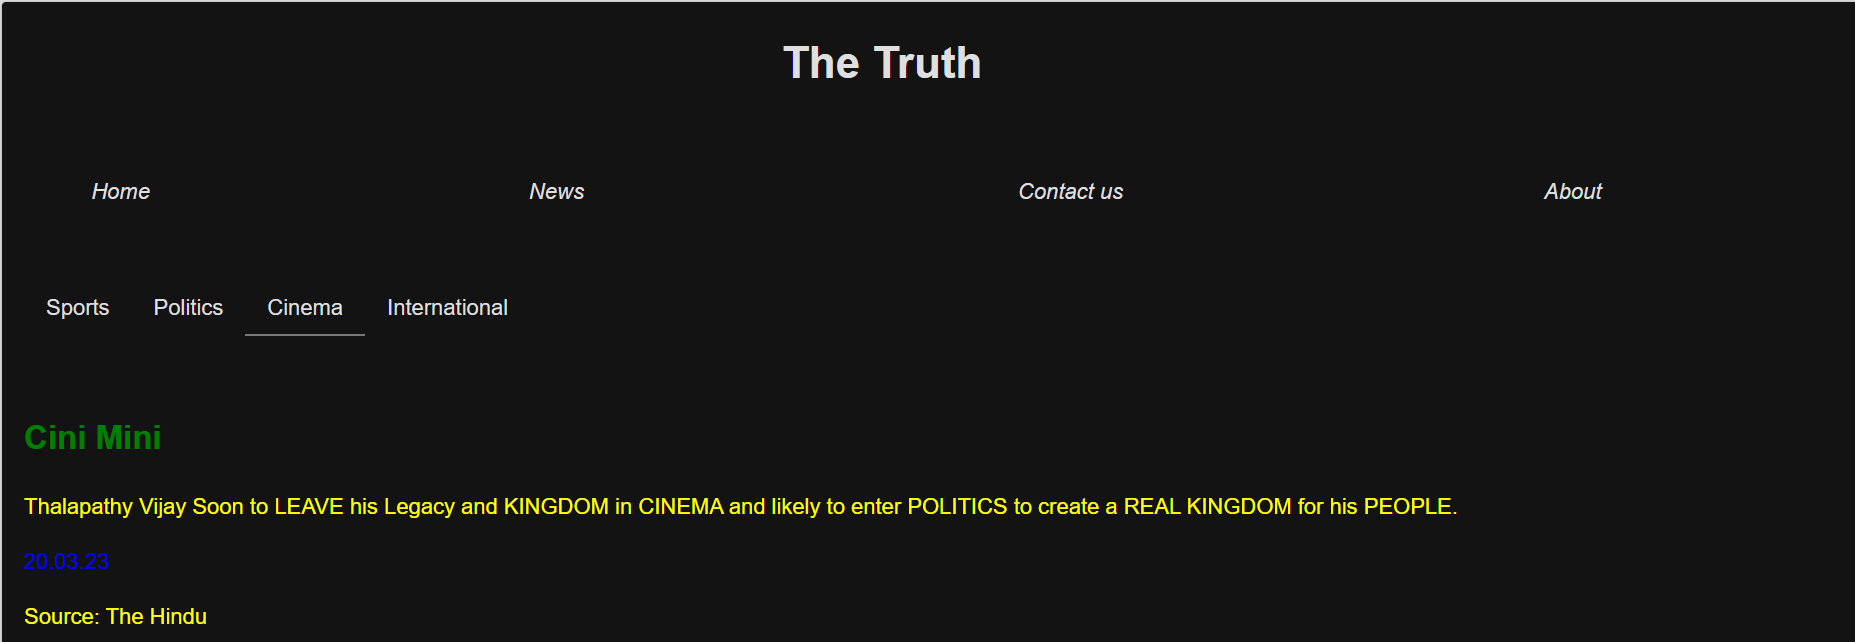 The Truth
Home News Contact us About
Sports Politics Cinema International
Cini Mini
Thalapathy Vijay Soon to LEAVE his Legacy and KINGDOM in CINEMA and likely to enter POLITICS to create a REAL KINGDOM for his PEOPLE.
20.03.23
Source: The Hindu